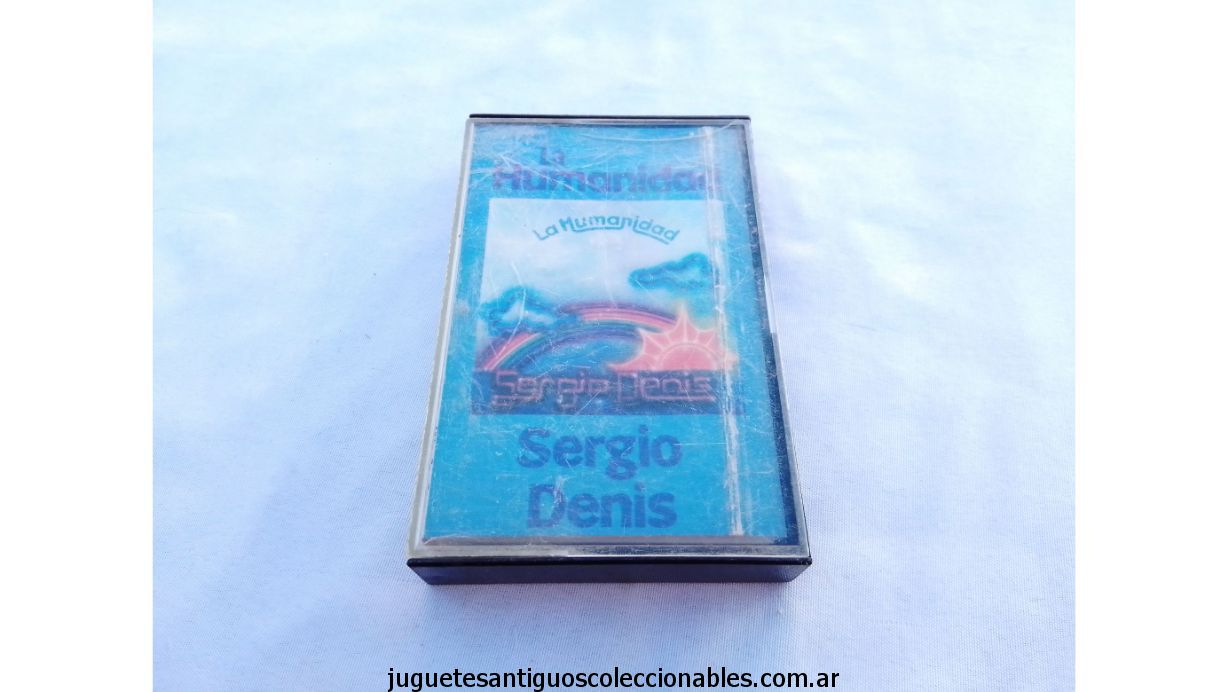 La
Humanidad
La Humanidad
Sergio Denis
Sergio
Denis
juguetesantiguoscoleccionables.com.ar